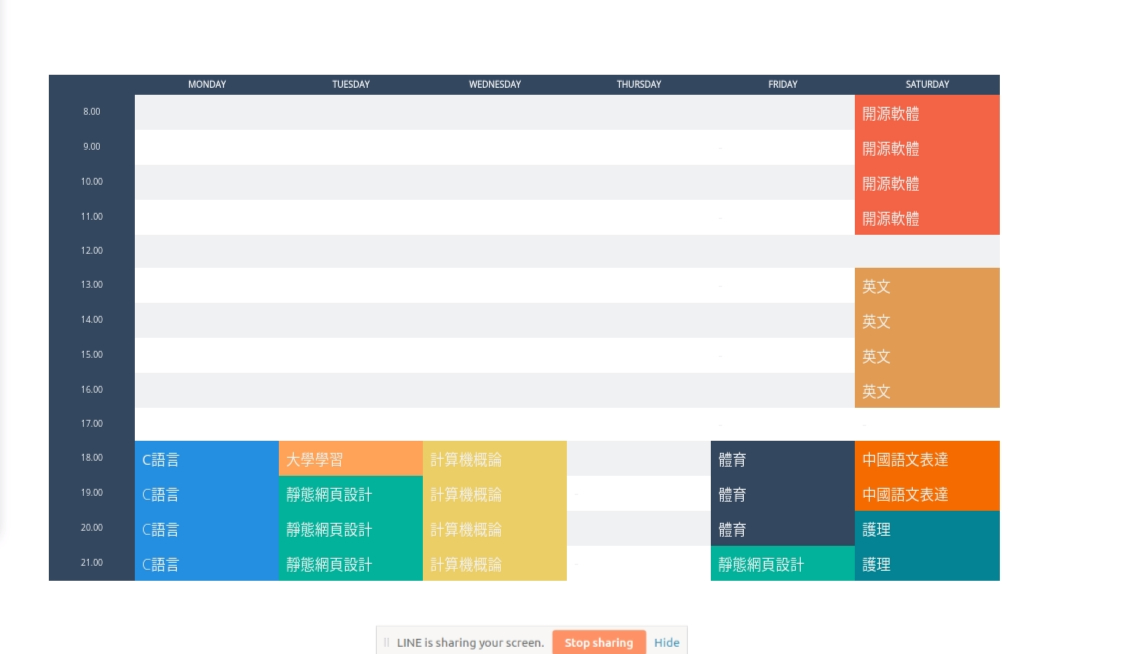 MONDAY TUESDAY WEDNESDAY THURSDAY FRIDAY SATURDAY
8.00 開源軟體
9.00 開源軟體
10.00 開源軟體
11.00 開源軟體
12.00
13.00 英文
14.00 英文
15.00 英文
16.00 英文
17.00
18.00 C語言 大學學習 計算機概論 體育 中國語文表達
19.00 C語言 靜態網頁設計 計算機概論 體育 中國語文表達
20.00 C語言 靜態網頁設計 計算機概論 體育 護理
21.00 C語言 靜態網頁設計 計算機概論 靜態網頁設計 護理
LINE is sharing your screen. Stop sharing Hide